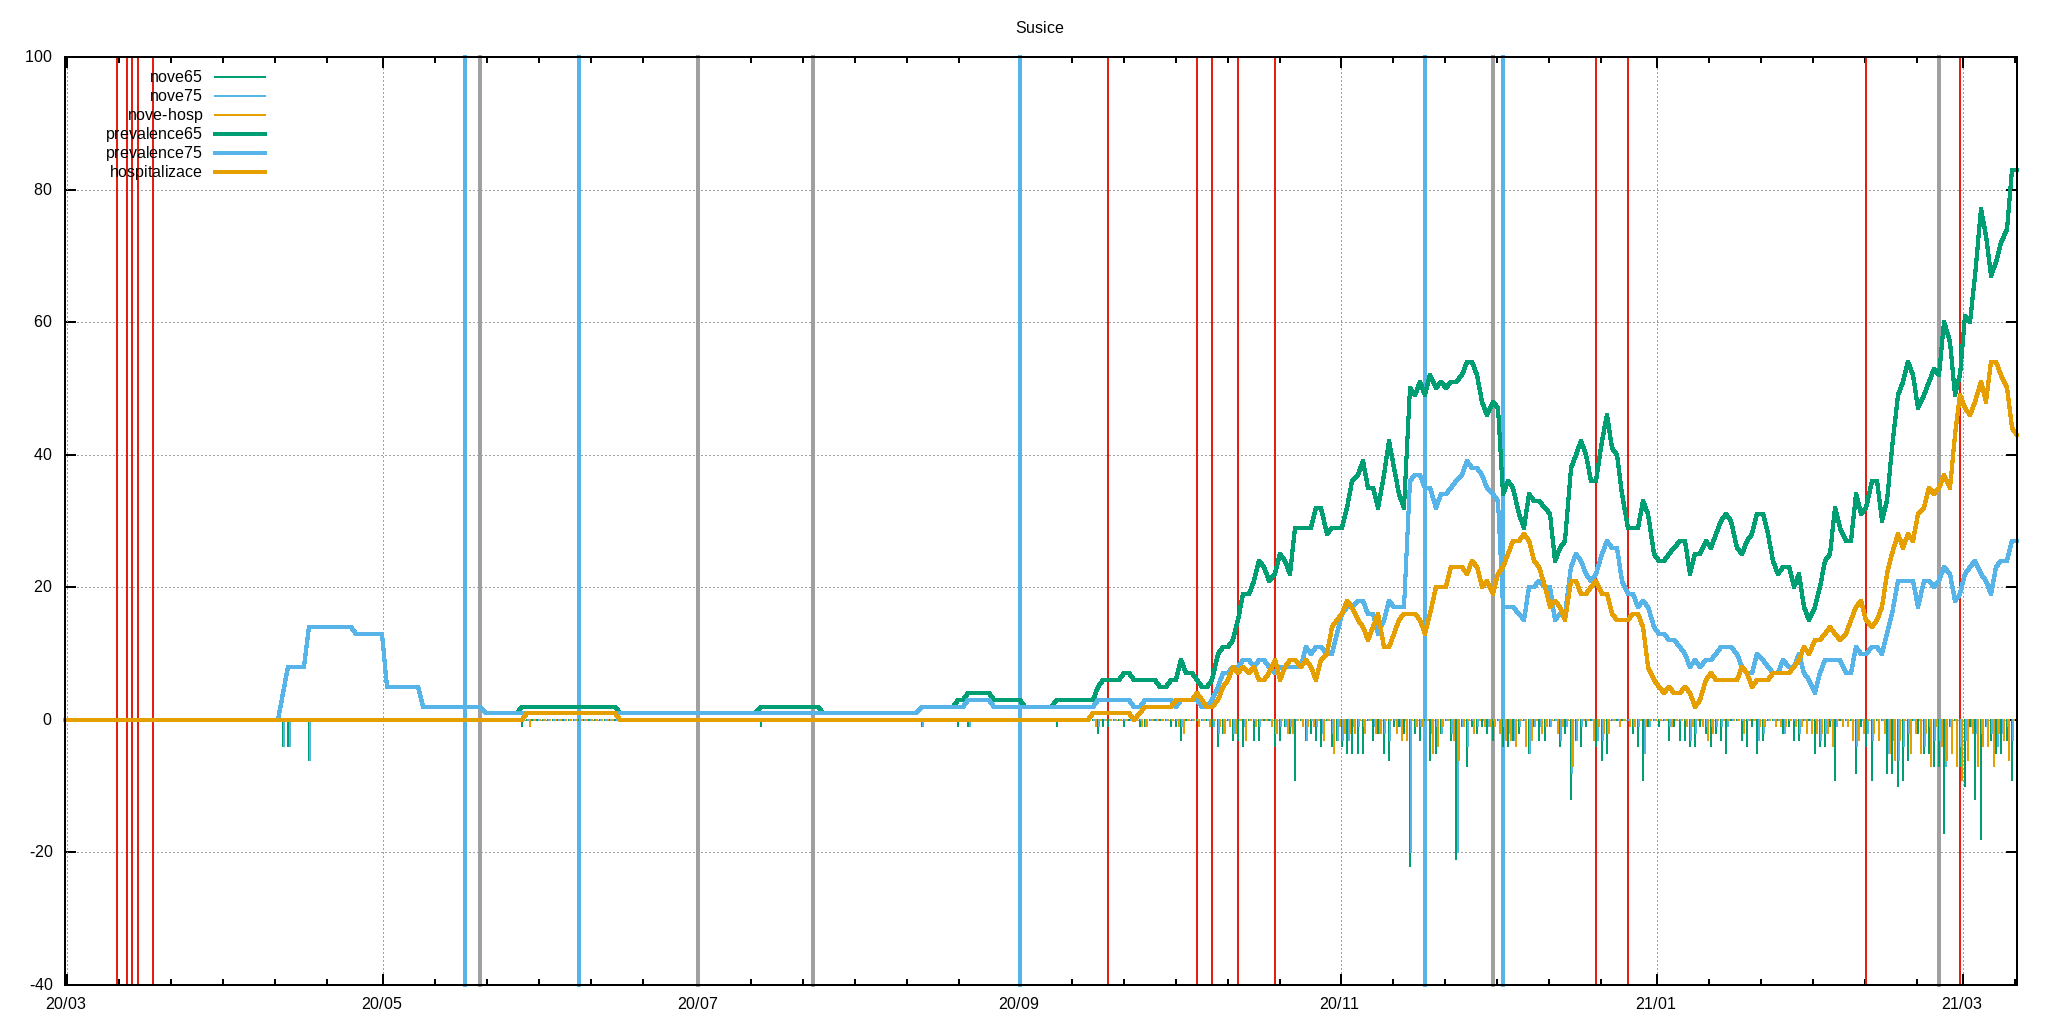 Susice
100
nove65
nove75
nove-hosp
prevalence65
prevalence75
hospitalizace
80
60
40
20
0
-20
-40
20/03 20/05 20/07 20/09 20/11 21/01 21/03